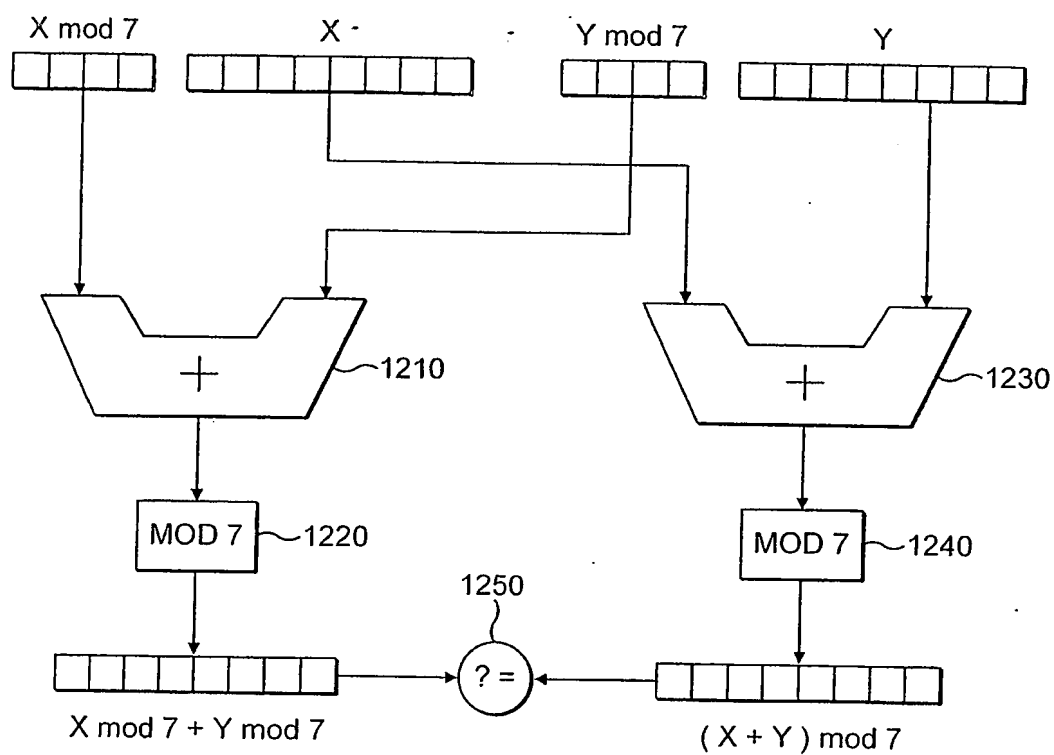 X mod 7
X
Y mod 7
Y
+
1210
+
1230
MOD 7
1220
MOD 7
1240
1250
? =
X mod 7 + Y mod 7
( X + Y ) mod 7